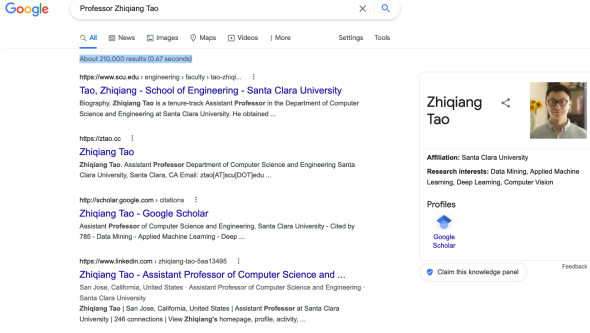 Google
Professor Zhiqiang Tao
All News Images Maps Videos More Settings Tools
About 210,000 results (0.67 seconds)
https://www.scu.edu › engineering › faculty › tao-zhiqi...
Tao, Zhiqiang - School of Engineering - Santa Clara University
Biography. Zhiqiang Tao is a tenure-track Assistant Professor in the Department of Computer
Science and Engineering at Santa Clara University. He obtained ...
https://ztao.cc
Zhiqiang Tao
Zhiqiang Tao. Assistant Professor Department of Computer Science and Engineering Santa
Clara University, Santa Clara, CA Email: ztao[AT]scu[DOT]edu ...
http://scholar.google.com › citations
Zhiqiang Tao - Google Scholar
Assistant Professor of Computer Science and Engineering, Santa Clara University - Cited by
785 - Data Mining - Applied Machine Learning - Deep ...
https://www.linkedin.com › zhiqiang-tao-5aa13495
Zhiqiang Tao - Assistant Professor of Computer Science and ...
San Jose, California, United States · Assistant Professor of Computer Science and Engineering ·
Santa Clara University
Zhiqiang Tao | San Jose, California, United States | Assistant Professor at Santa Clara
University | 246 connections | View Zhiqiang's homepage, profile, activity, ...
Zhiqiang
Tao
Affiliation: Santa Clara University
Research interests: Data Mining, Applied Machine
Learning, Deep Learning, Computer Vision
Profiles
Google
Scholar
Feedback
Claim this knowledge panel